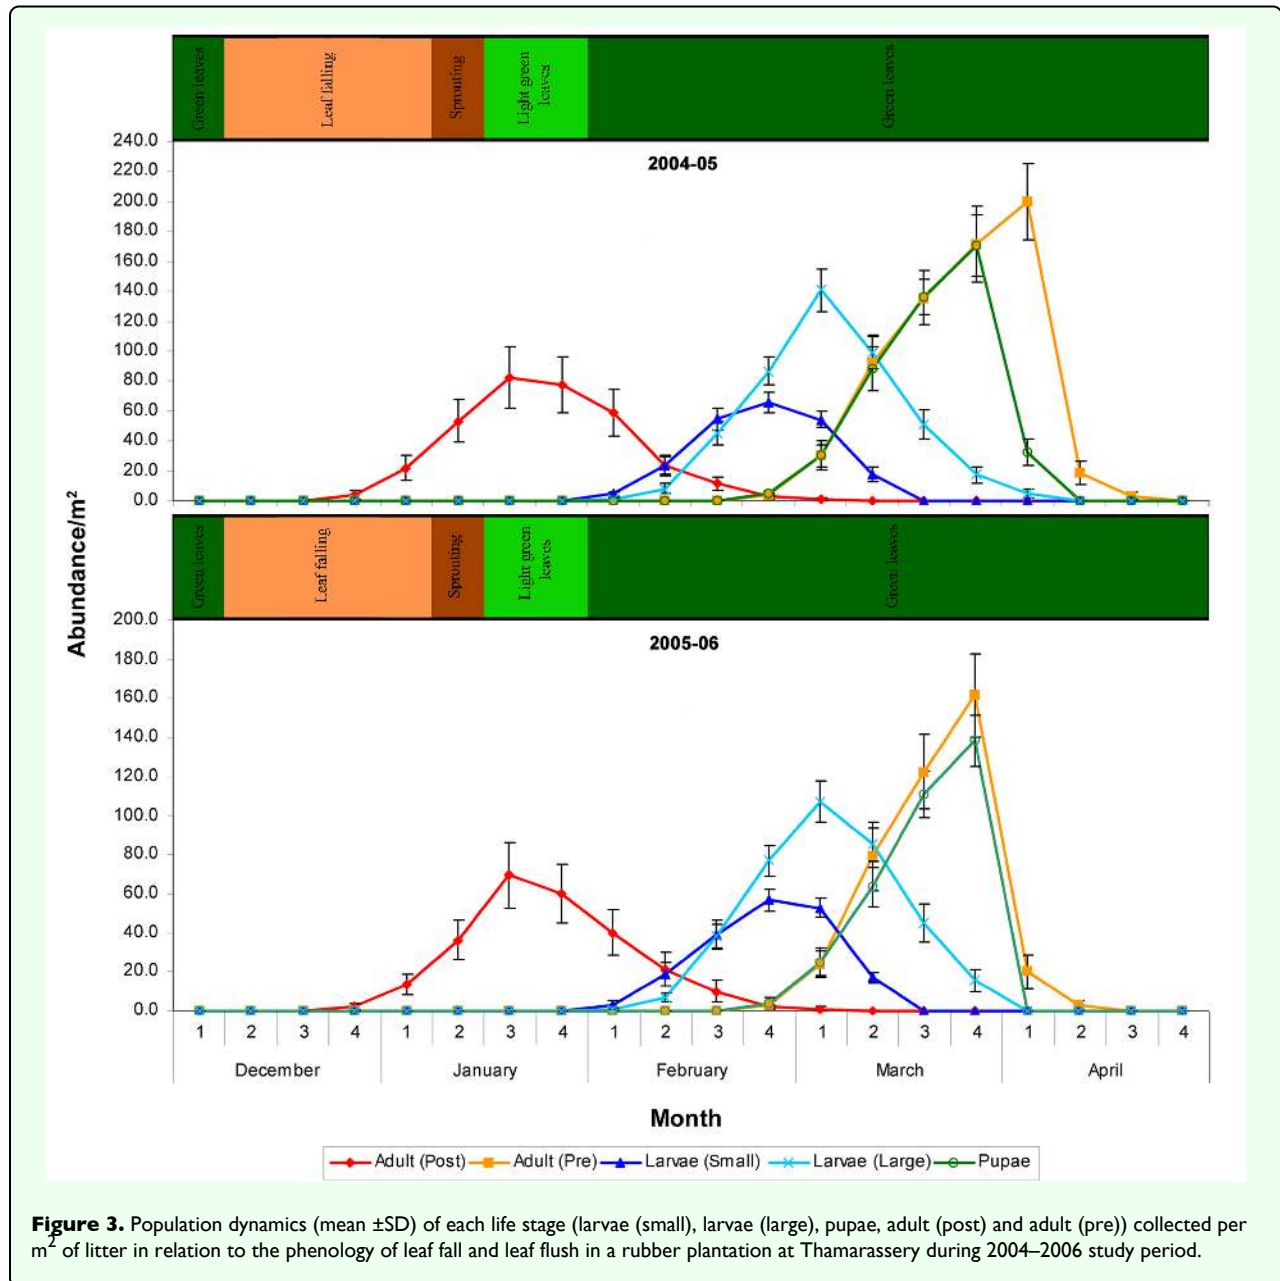 Green leaves
Leaf falling
Sprouting
Light green
leaves
Green leaves
240.0
2004-05
220.0
200.0
180.0
160.0
140.0
120.0
100.0
80.0
60.0
40.0
20.0
0.0
Abundance/m²
Green leaves
Leaf falling
Sprouting
Light green
leaves
Green leaves
200.0
2005-06
180.0
160.0
140.0
120.0
100.0
80.0
60.0
40.0
20.0
0.0
1 2 3 4 1 2 3 4 1 2 3 4 1 2 3 4 1 2 3 4
December January February March April
Month
Adult (Post) Adult (Pre) Larvae (Small) Larvae (Large) Pupae
Figure 3. Population dynamics (mean ±SD) of each life stage (larvae (small), larvae (large), pupae, adult (post) and adult (pre)) collected per
m² of litter in relation to the phenology of leaf fall and leaf flush in a rubber plantation at Thamarassery during 2004–2006 study period.